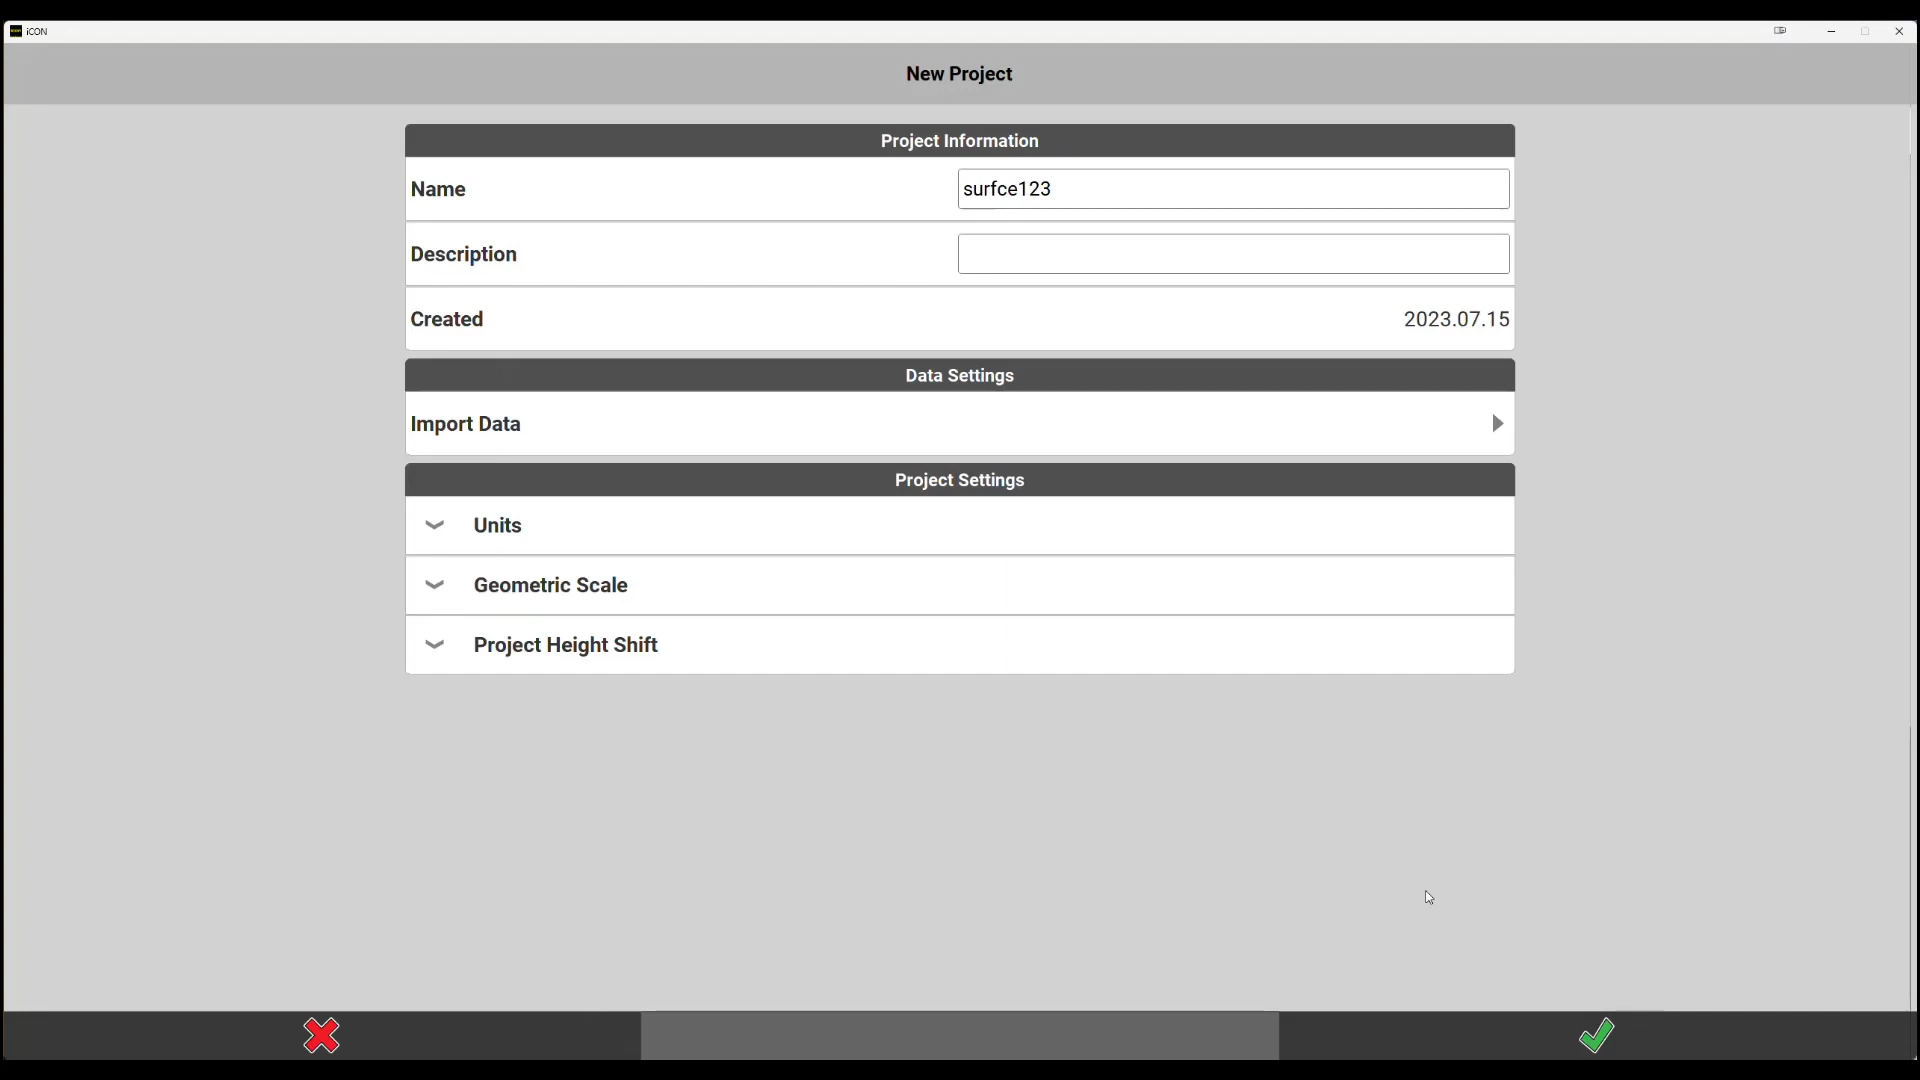 iCON
New Project
Project Information
Name surfce123
Description
Created 2023.07.15
Data Settings
Import Data
Project Settings
Units
Geometric Scale
Project Height Shift